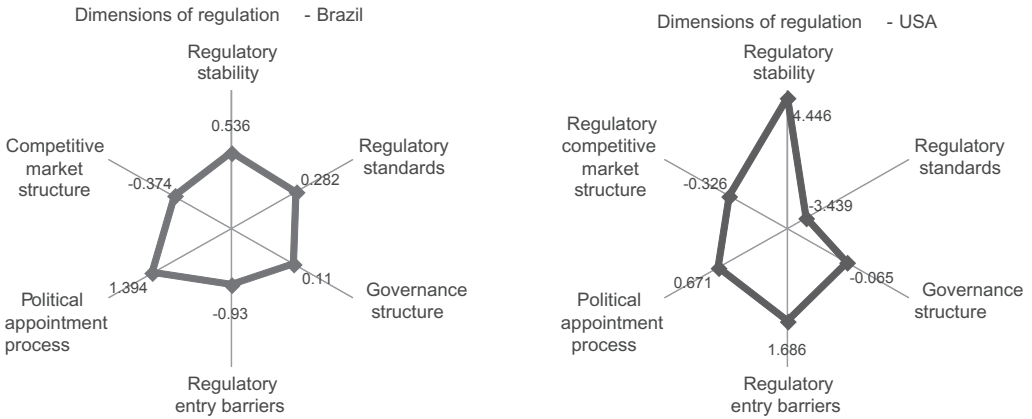 Dimensions of regulation - Brazil
Regulatory
stability
0.536
Competitive
market
structure
-0.374
Regulatory
standards
0.282
1.394
Political
appointment
process
0.11
Governance
structure
-0.93
Regulatory
entry barriers
Dimensions of regulation - USA
Regulatory
stability
4.446
Regulatory
competitive
market
structure
-0.326
Regulatory
standards
-3.439
0.671
Political
appointment
process
-0.065
Governance
structure
1.686
Regulatory
entry barriers